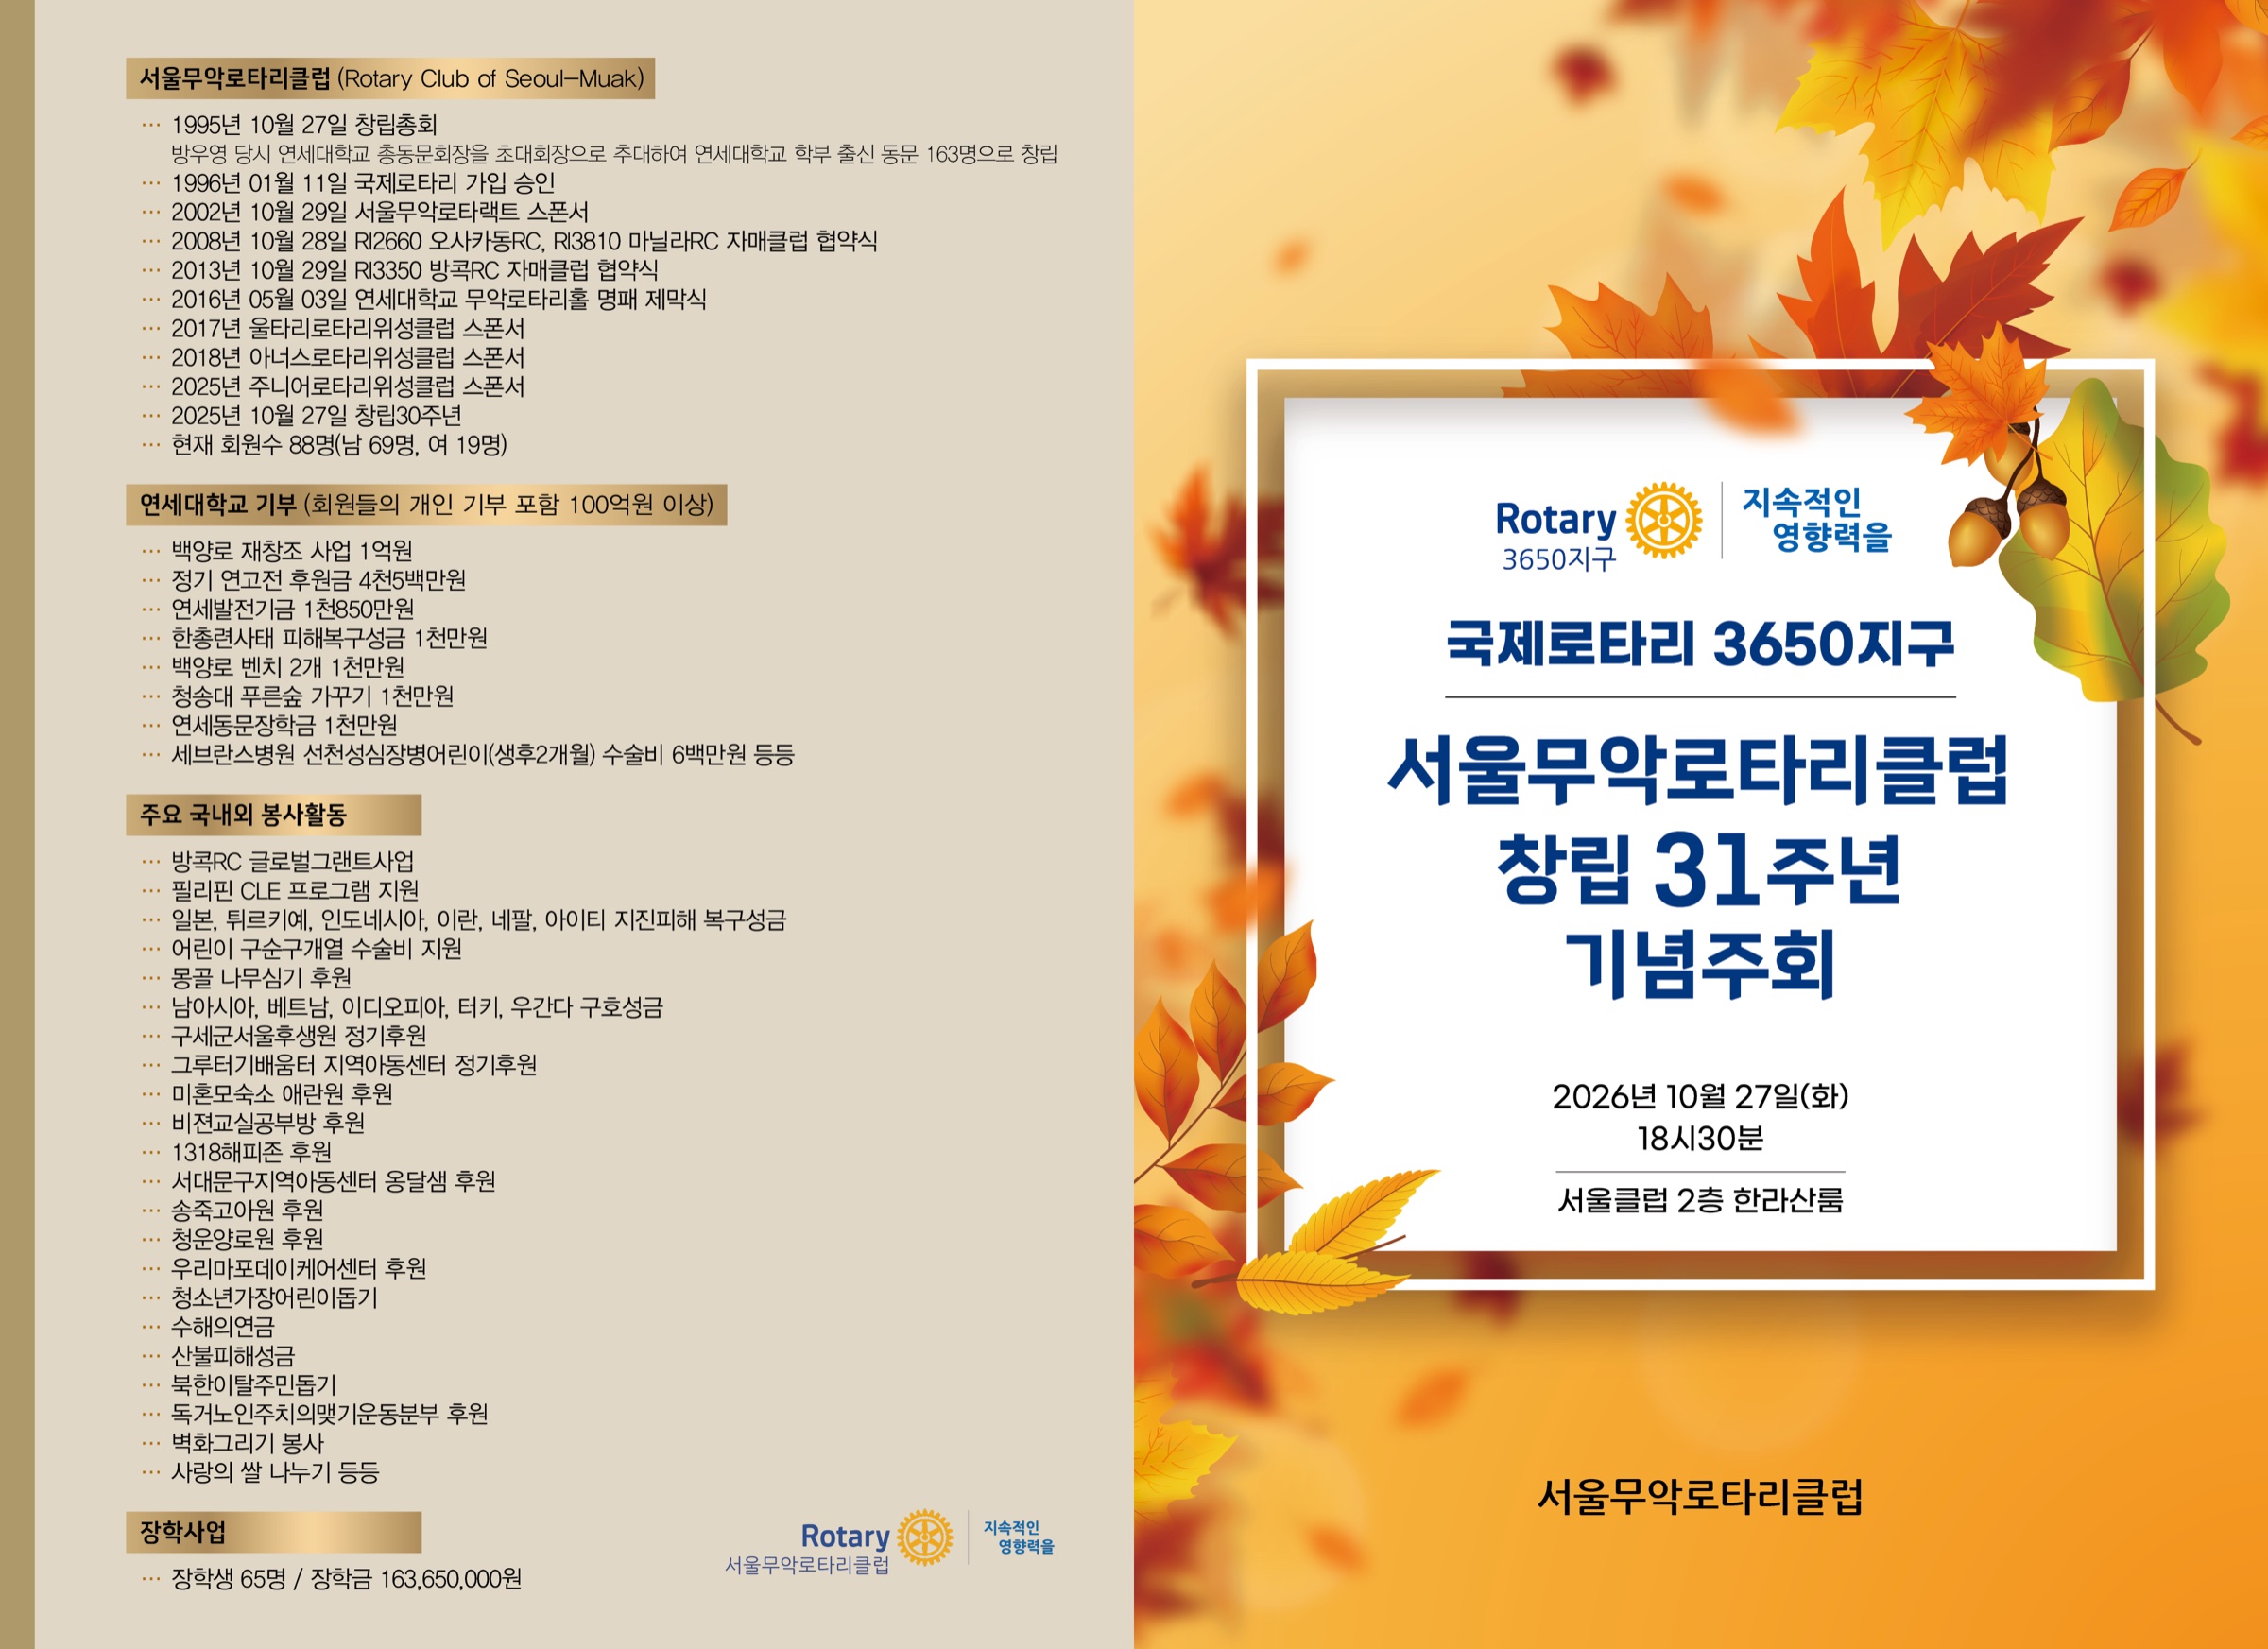 서울무악로타리클럽 (Rotary Club of Seoul-Muak)
··· 1995년 10월 27일 창립총회
방우영 당시 연세대학교 총동문회장을 초대회장으로 추대하여 연세대학교 학부 출신 동문 163명으로 창립
··· 1996년 01월 11일 국제로타리 가입 승인
··· 2002년 10월 29일 서울무악로타랙트 스폰서
··· 2008년 10월 28일 RI2660 오사카동RC, RI3810 마닐라RC 자매클럽 협약식
··· 2013년 10월 29일 RI3350 방콕RC 자매클럽 협약식
··· 2016년 05월 03일 연세대학교 무악로타리홀 명패 제막식
··· 2017년 울타리로타리위성클럽 스폰서
··· 2018년 아너스로타리위성클럽 스폰서
··· 2025년 주니어로타리위성클럽 스폰서
··· 2025년 10월 27일 창립30주년
··· 현재 회원수 88명(남 69명, 여 19명)
연세대학교 기부 (회원들의 개인 기부 포함 100억원 이상)
··· 백양로 재창조 사업 1억원
··· 정기 연고전 후원금 4천5백만원
··· 연세발전기금 1천850만원
··· 한총련사태 피해복구성금 1천만원
··· 백양로 벤치 2개 1천만원
··· 청송대 푸른숲 가꾸기 1천만원
··· 연세동문장학금 1천만원
··· 세브란스병원 선천성심장병어린이(생후2개월) 수술비 6백만원 등등
주요 국내외 봉사활동
··· 방콕RC 글로벌그랜트사업
··· 필리핀 CLE 프로그램 지원
··· 일본, 튀르키예, 인도네시아, 이란, 네팔, 아이티 지진피해 복구성금
··· 어린이 구순구개열 수술비 지원
··· 몽골 나무심기 후원
··· 남아시아, 베트남, 이디오피아, 터키, 우간다 구호성금
··· 구세군서울후생원 정기후원
··· 그루터기배움터 지역아동센터 정기후원
··· 미혼모숙소 애란원 후원
··· 비젼교실공부방 후원
··· 1318해피존 후원
··· 서대문구지역아동센터 옹달샘 후원
··· 송죽고아원 후원
··· 청운양로원 후원
··· 우리마포데이케어센터 후원
··· 청소년가장어린이돕기
··· 수해의연금
··· 산불피해성금
··· 북한이탈주민돕기
··· 독거노인주치의맺기운동분부 후원
··· 벽화그리기 봉사
··· 사랑의 쌀 나누기 등등
장학사업
··· 장학생 65명 / 장학금 163,650,000원
Rotary
서울무악로타리클럽
지속적인
영향력을
Rotary
3650지구
지속적인
영향력을
국제로타리 3650지구
서울무악로타리클럽
창립 31주년
기념주회
2026년 10월 27일(화)
18시30분
서울클럽 2층 한라산룸
서울무악로타리클럽